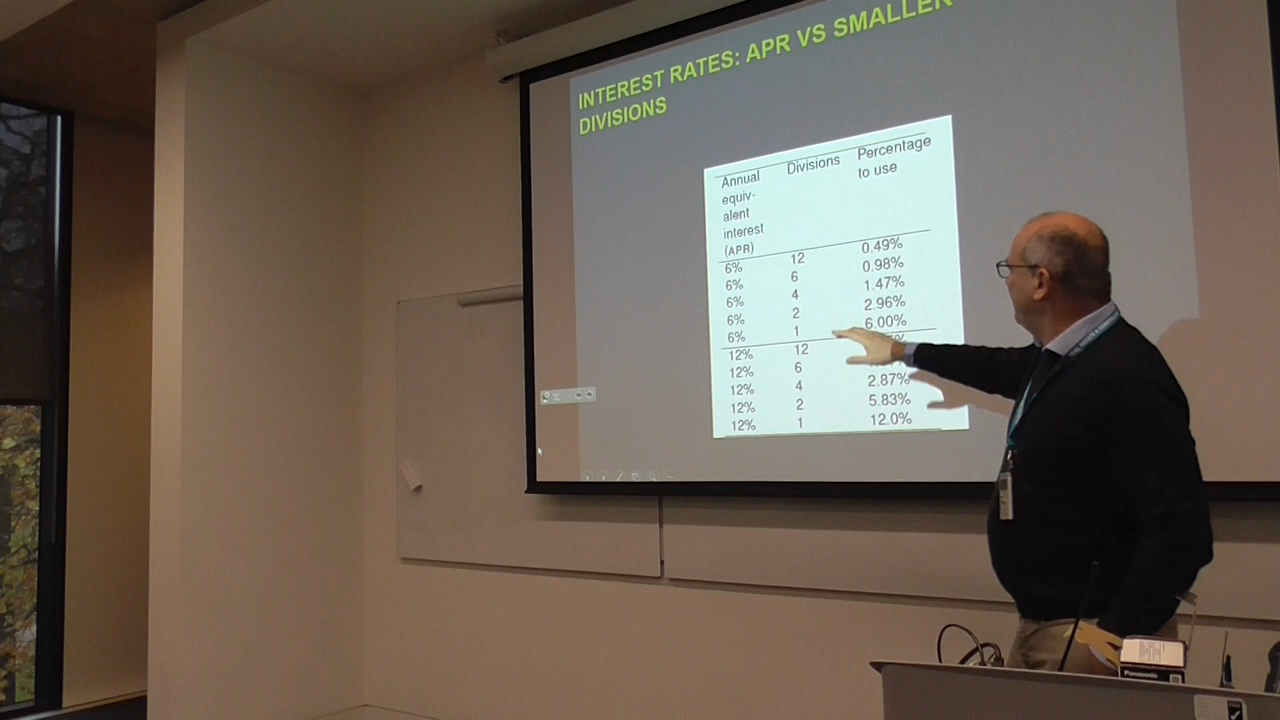 INTEREST RATES: APR VS SMALLER
DIVISIONS
Annual equiv- alent interest (APR) Divisions Percentage to use
6% 12 0.49%
6% 6 0.98%
6% 4 1.47%
6% 2 2.96%
6% 1 6.00%
12% 12
12% 6
12% 4 2.87%
12% 2 5.83%
12% 1 12.0%
Panasonic